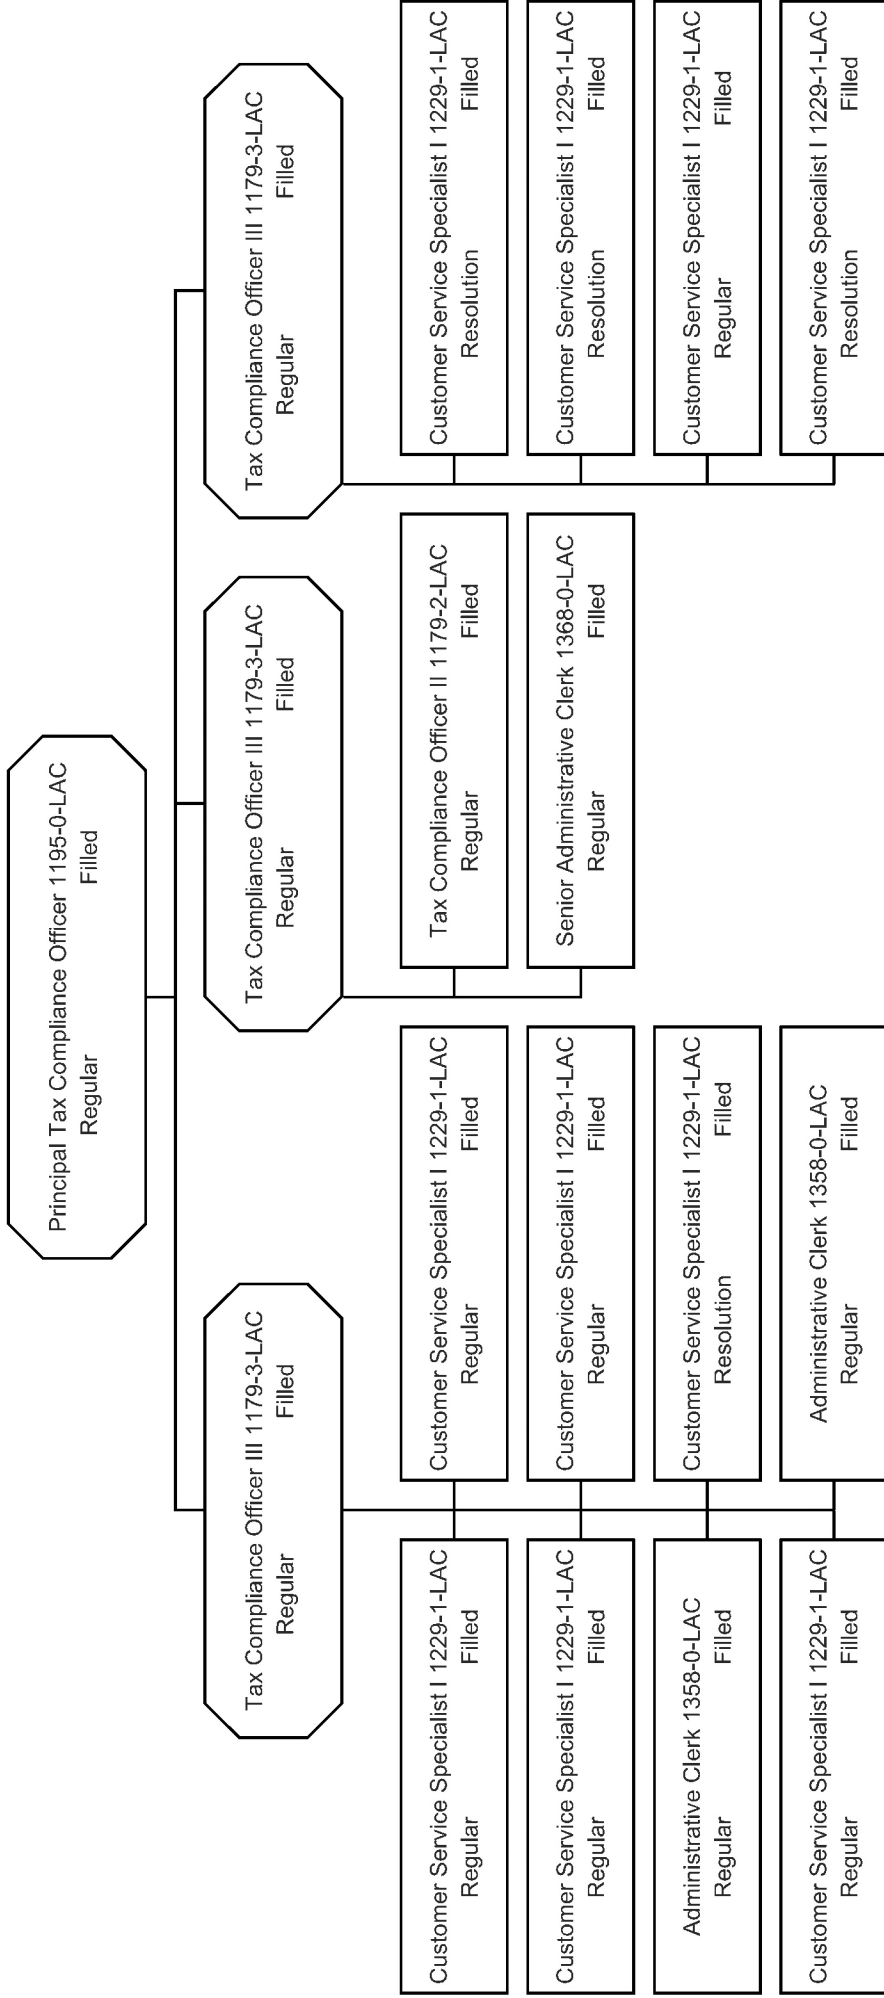 Principal Tax Compliance Officer 1195-0-LAC
Regular Filled
Tax Compliance Officer III 1179-3-LAC
Regular Filled
Customer Service Specialist I 1229-1-LAC
Regular Filled
Customer Service Specialist I 1229-1-LAC
Regular Filled
Customer Service Specialist I 1229-1-LAC
Regular Filled
Customer Service Specialist I 1229-1-LAC
Regular Filled
Administrative Clerk 1358-0-LAC
Regular Filled
Customer Service Specialist I 1229-1-LAC
Resolution Filled
Customer Service Specialist I 1229-1-LAC
Regular Filled
Administrative Clerk 1358-0-LAC
Regular Filled
Tax Compliance Officer III 1179-3-LAC
Regular Filled
Tax Compliance Officer II 1179-2-LAC
Regular Filled
Senior Administrative Clerk 1368-0-LAC
Regular Filled
Tax Compliance Officer III 1179-3-LAC
Regular Filled
Customer Service Specialist I 1229-1-LAC
Resolution Filled
Customer Service Specialist I 1229-1-LAC
Resolution Filled
Customer Service Specialist I 1229-1-LAC
Regular Filled
Customer Service Specialist I 1229-1-LAC
Resolution Filled